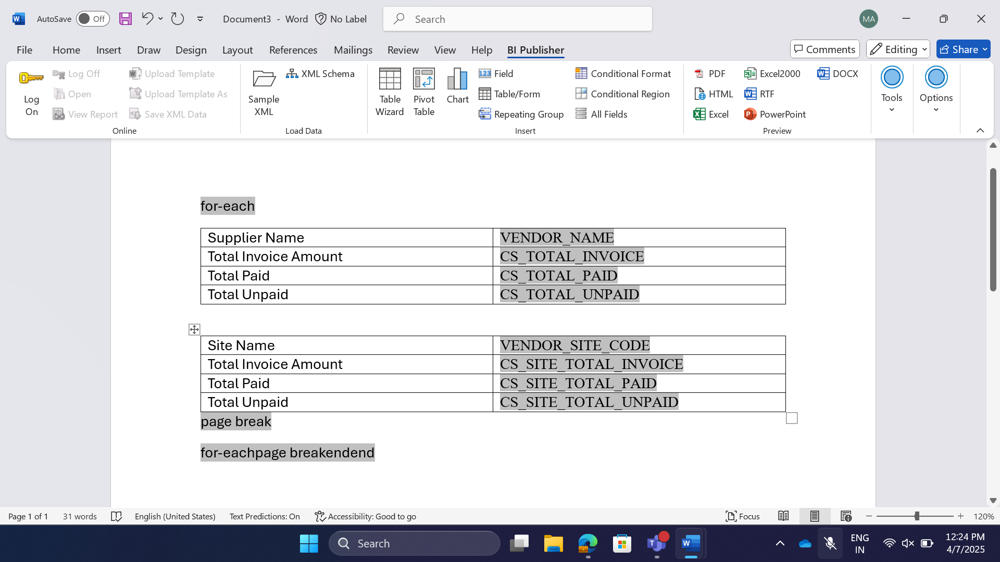 AutoSave Off Document3 - Word No Label Search MA
File Home Insert Draw Design Layout References Mailings Review View Help BI Publisher Comments Editing Share
Log On
Log Off
Open
View Report
Upload Template
Upload Template As
Save XML Data
Online
Sample XML
XML Schema
Load Data
Table Wizard
Pivot Table
Chart
Field
Table/Form
Repeating Group
Conditional Format
Conditional Region
All Fields
Insert
PDF
HTML
Excel
Excel2000
RTF
PowerPoint
DOCX
Preview
Tools
Options
for-each
Supplier Name VENDOR_NAME
Total Invoice Amount CS_TOTAL_INVOICE
Total Paid CS_TOTAL_PAID
Total Unpaid CS_TOTAL_UNPAID
Site Name VENDOR_SITE_CODE
Total Invoice Amount CS_SITE_TOTAL_INVOICE
Total Paid CS_SITE_TOTAL_PAID
Total Unpaid CS_SITE_TOTAL_UNPAID
page break
for-eachpage breakendend
Page 1 of 1 31 words English (United States) Text Predictions: On Accessibility: Good to go Focus 120%
Search ENG IN 12:24 PM 4/7/2025